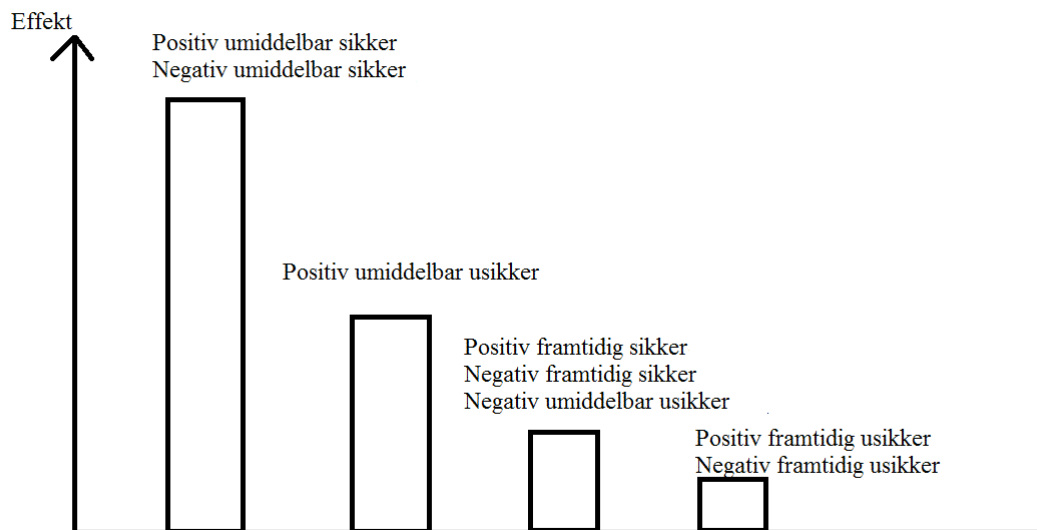 Effekt
Positiv umiddelbar sikker
Negativ umiddelbar sikker
Positiv umiddelbar usikker
Positiv framtidig sikker
Negativ framtidig sikker
Negativ umiddelbar usikker
Positiv framtidig usikker
Negativ framtidig usikker